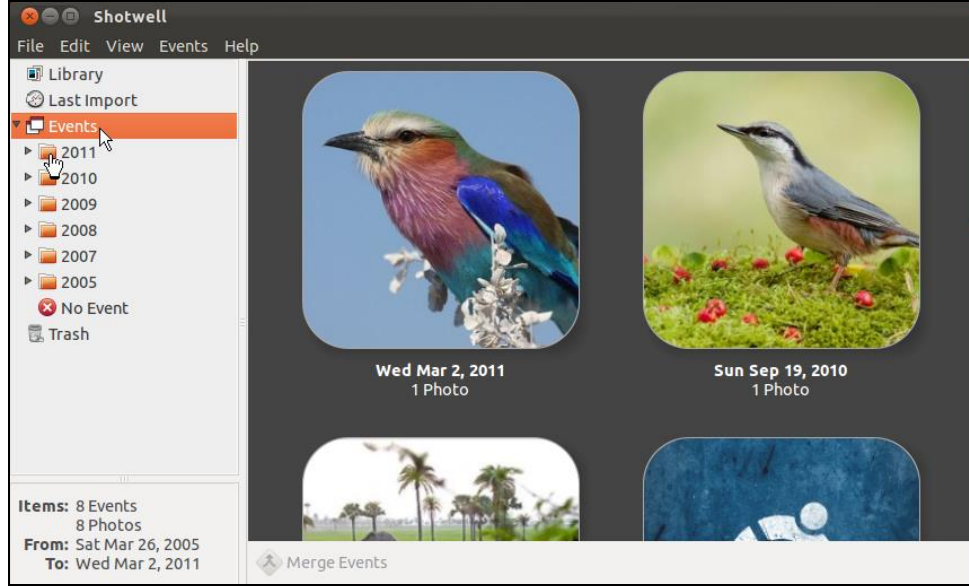 Shotwell
File Edit View Events Help
Library
Last Import
Events
2011
2010
2009
2008
2007
2005
No Event
Trash
Items: 8 Events
8 Photos
From: Sat Mar 26, 2005
To: Wed Mar 2, 2011
Wed Mar 2, 2011
1 Photo
Sun Sep 19, 2010
1 Photo
Merge Events